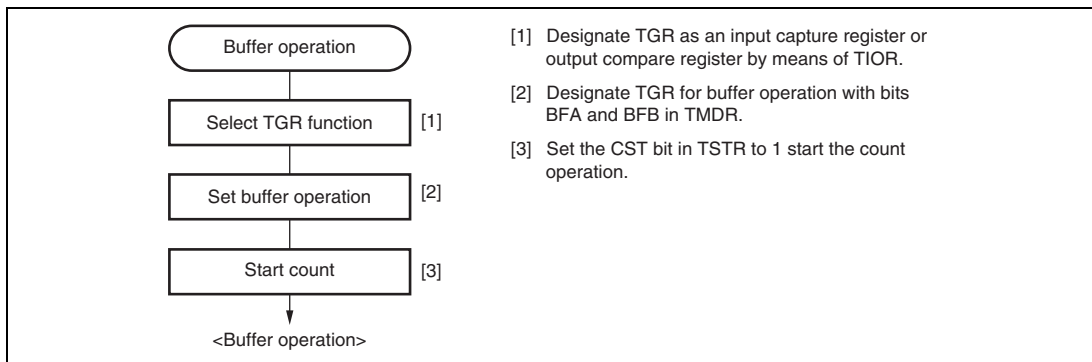 Buffer operation
Select TGR function
[1]
Set buffer operation
[2]
Start count
[3]
<Buffer operation>
[1] Designate TGR as an input capture register or
output compare register by means of TIOR.
[2] Designate TGR for buffer operation with bits
BFA and BFB in TMDR.
[3] Set the CST bit in TSTR to 1 start the count
operation.